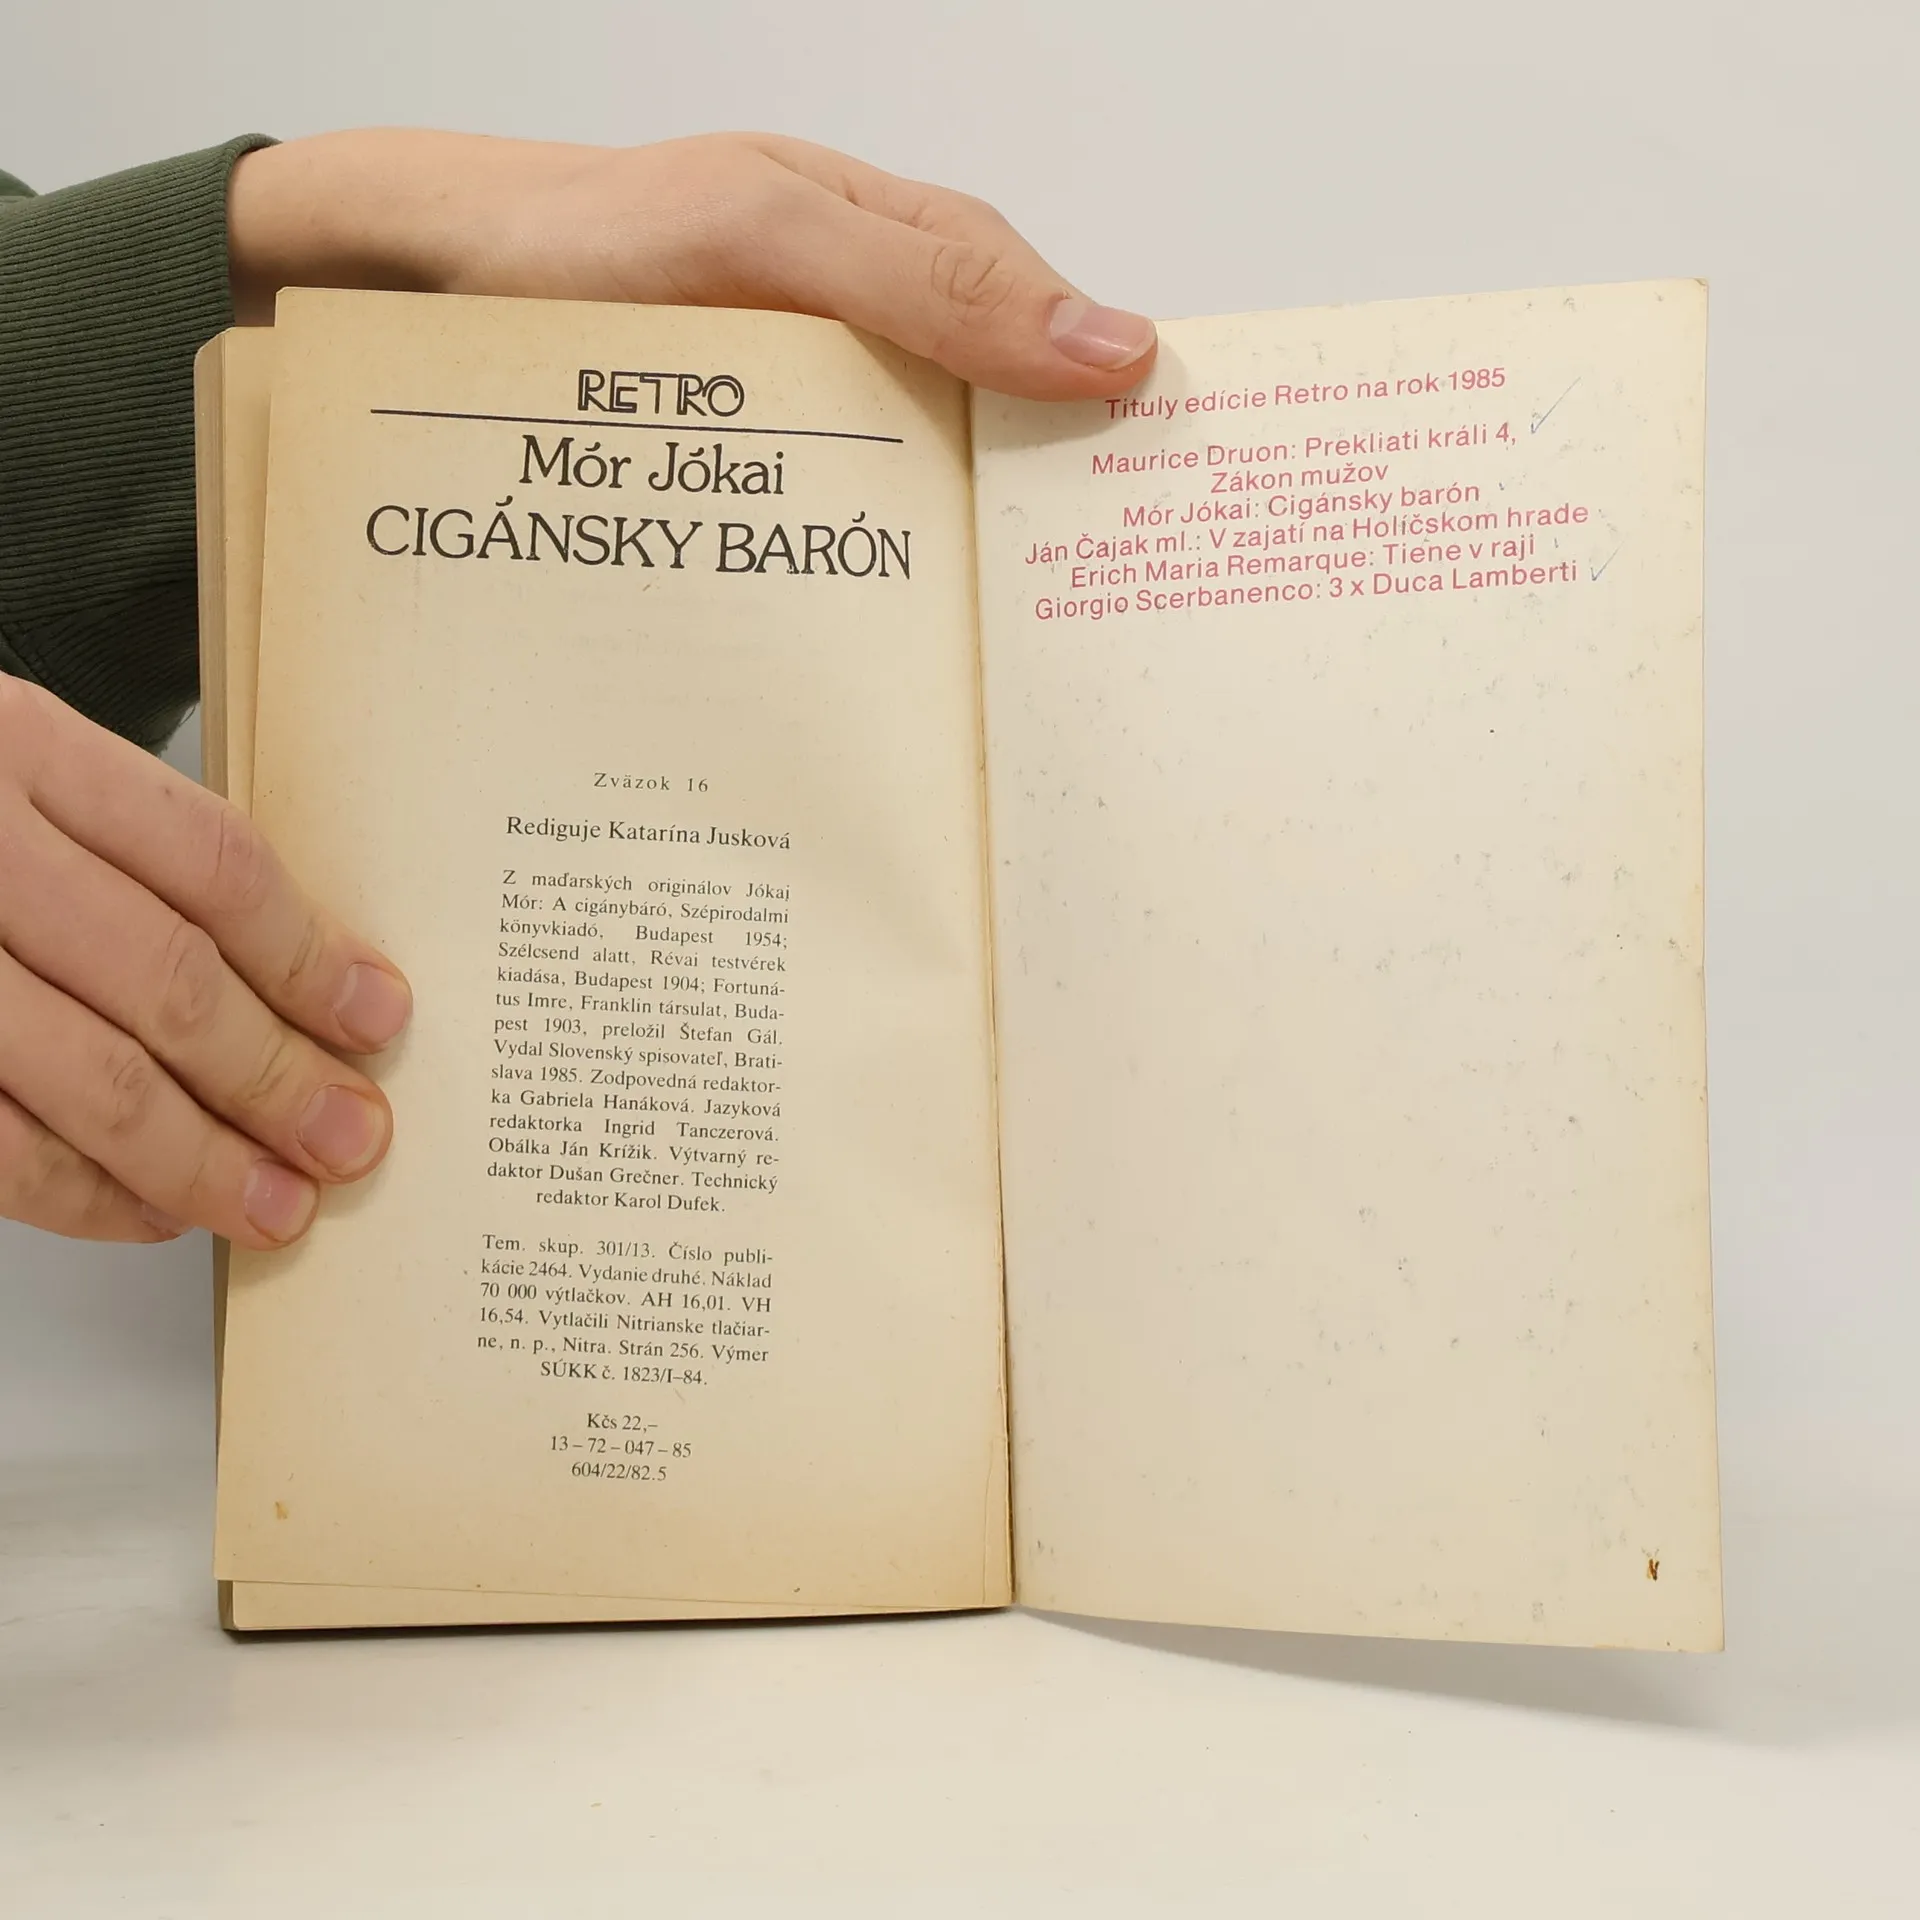 RETRO
Mór Jókai
CIGÁNSKY BARÓN
Zväzok 16
Rediguje Katarína Jusková
Z maďarských originálov Jókai
Mór: A cigánybáró, Szépirodalmi
könyvkiadó, Budapest 1954;
Szélcsend alatt, Révai testvérek
kiadása, Budapest 1904; Fortuná-
tus Imre, Franklin társulat, Buda-
pest 1903, preložil Štefan Gál.
Vydal Slovenský spisovateľ, Brati-
slava 1985. Zodpovedná redaktor-
ka Gabriela Hanáková. Jazyková
redaktorka Ingrid Tanczerová.
Obálka Ján Krížik. Výtvarný re-
daktor Dušan Grečner. Technický
redaktor Karol Dufek.
Tem. skup. 301/13. Číslo publi-
kácie 2464. Vydanie druhé. Náklad
70 000 výtlačkov. AH 16,01. VH
16,54. Vytlačili Nitrianske tlačiar-
ne, n. p., Nitra. Strán 256. Výmer
SÚKK č. 1823/I–84.
Kčs 22,–
13 – 72 – 047 – 85
604/22/82.5
Tituly edície Retro na rok 1985
Maurice Druon: Prekliati králi 4,
Zákon mužov
Mór Jókai: Cigánsky barón
Ján Čajak ml.: V zajatí na Holíčskom hrade
Erich Maria Remarque: Tiene v raji
Giorgio Scerbanenco: 3 x Duca Lamberti